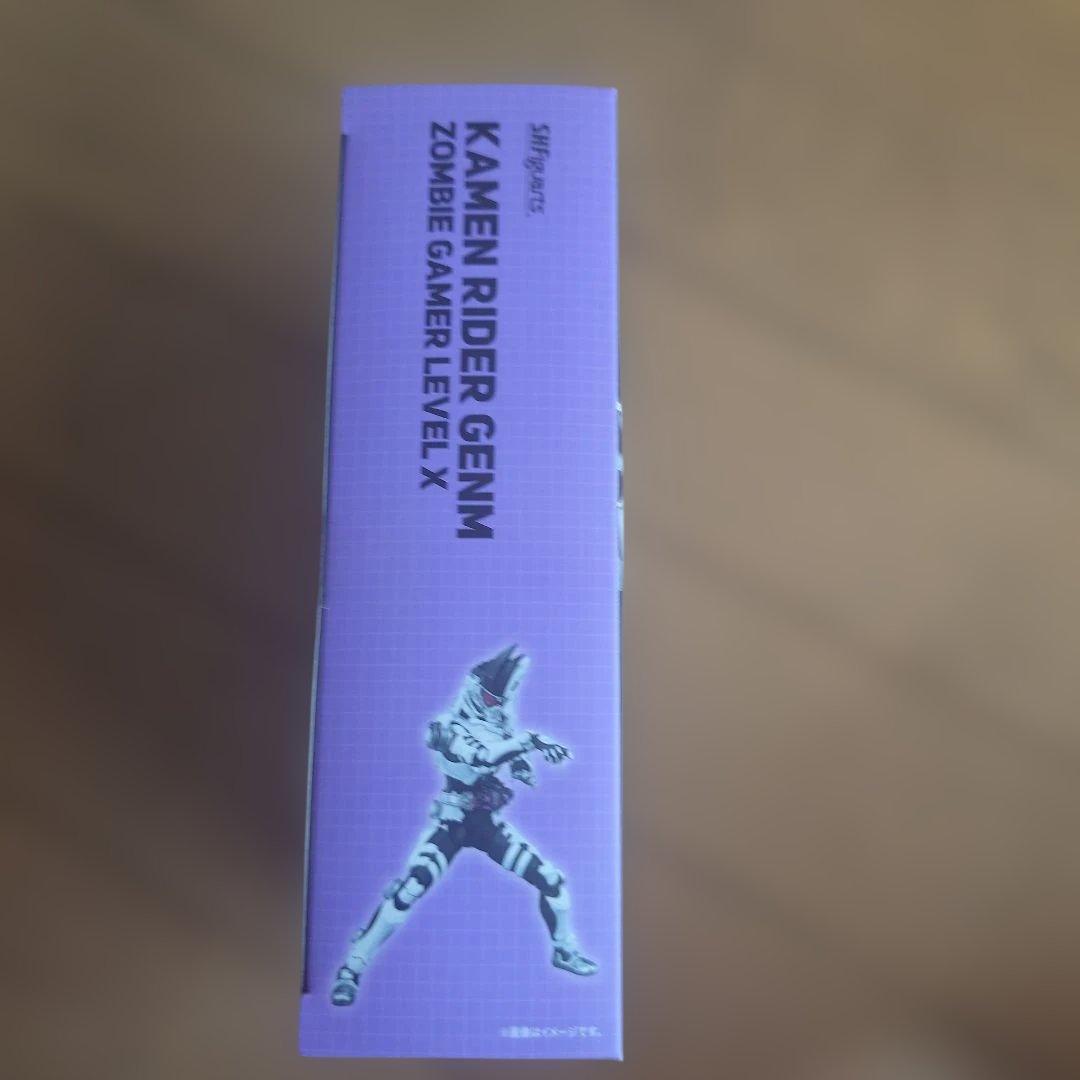 S.H.Figuarts
KAMEN RIDER GENM
ZOMBIE GAMER LEVEL X
※画像はイメージです。